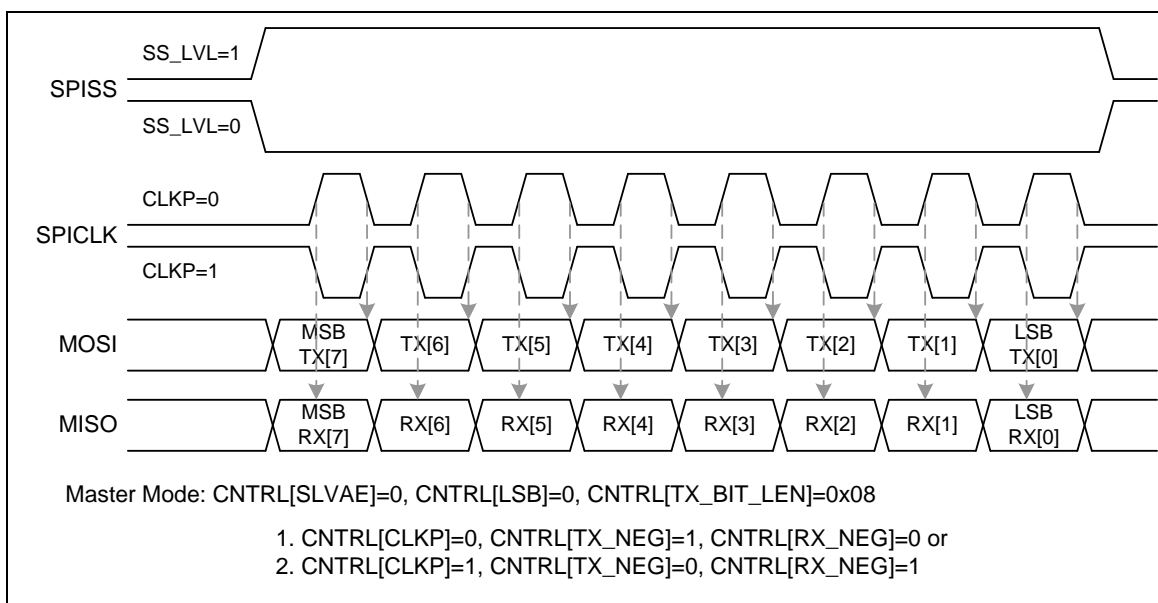 SS_LVL=1
SPISS
SS_LVL=0
CLKP=0
SPICLK
CLKP=1
MOSI
MSB
TX[7]
TX[6]
TX[5]
TX[4]
TX[3]
TX[2]
TX[1]
LSB
TX[0]
MISO
MSB
RX[7]
RX[6]
RX[5]
RX[4]
RX[3]
RX[2]
RX[1]
LSB
RX[0]
Master Mode: CNTRL[SLVAE]=0, CNTRL[LSB]=0, CNTRL[TX_BIT_LEN]=0x08
1. CNTRL[CLKP]=0, CNTRL[TX_NEG]=1, CNTRL[RX_NEG]=0 or
2. CNTRL[CLKP]=1, CNTRL[TX_NEG]=0, CNTRL[RX_NEG]=1